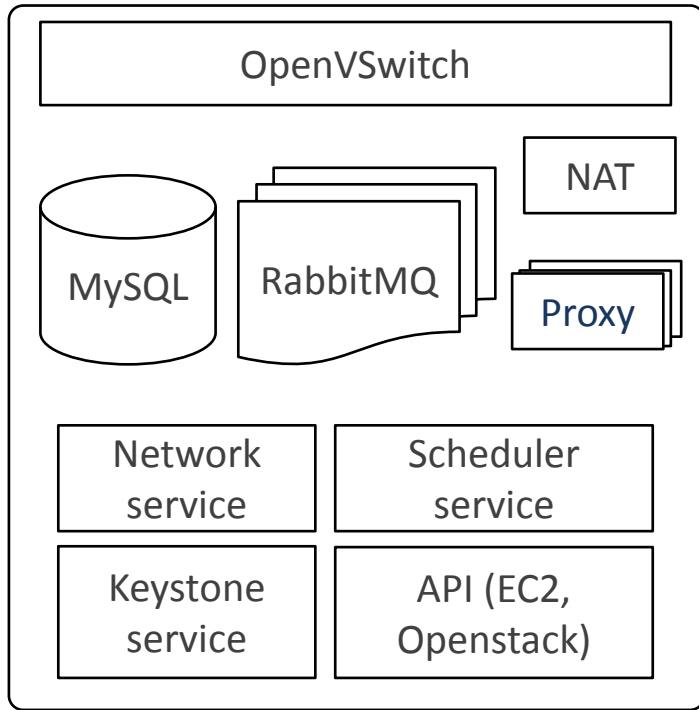 OpenVSwitch
NAT
MySQL
RabbitMQ
Proxy
Network
service
Scheduler
service
Keystone
service
API (EC2,
Openstack)